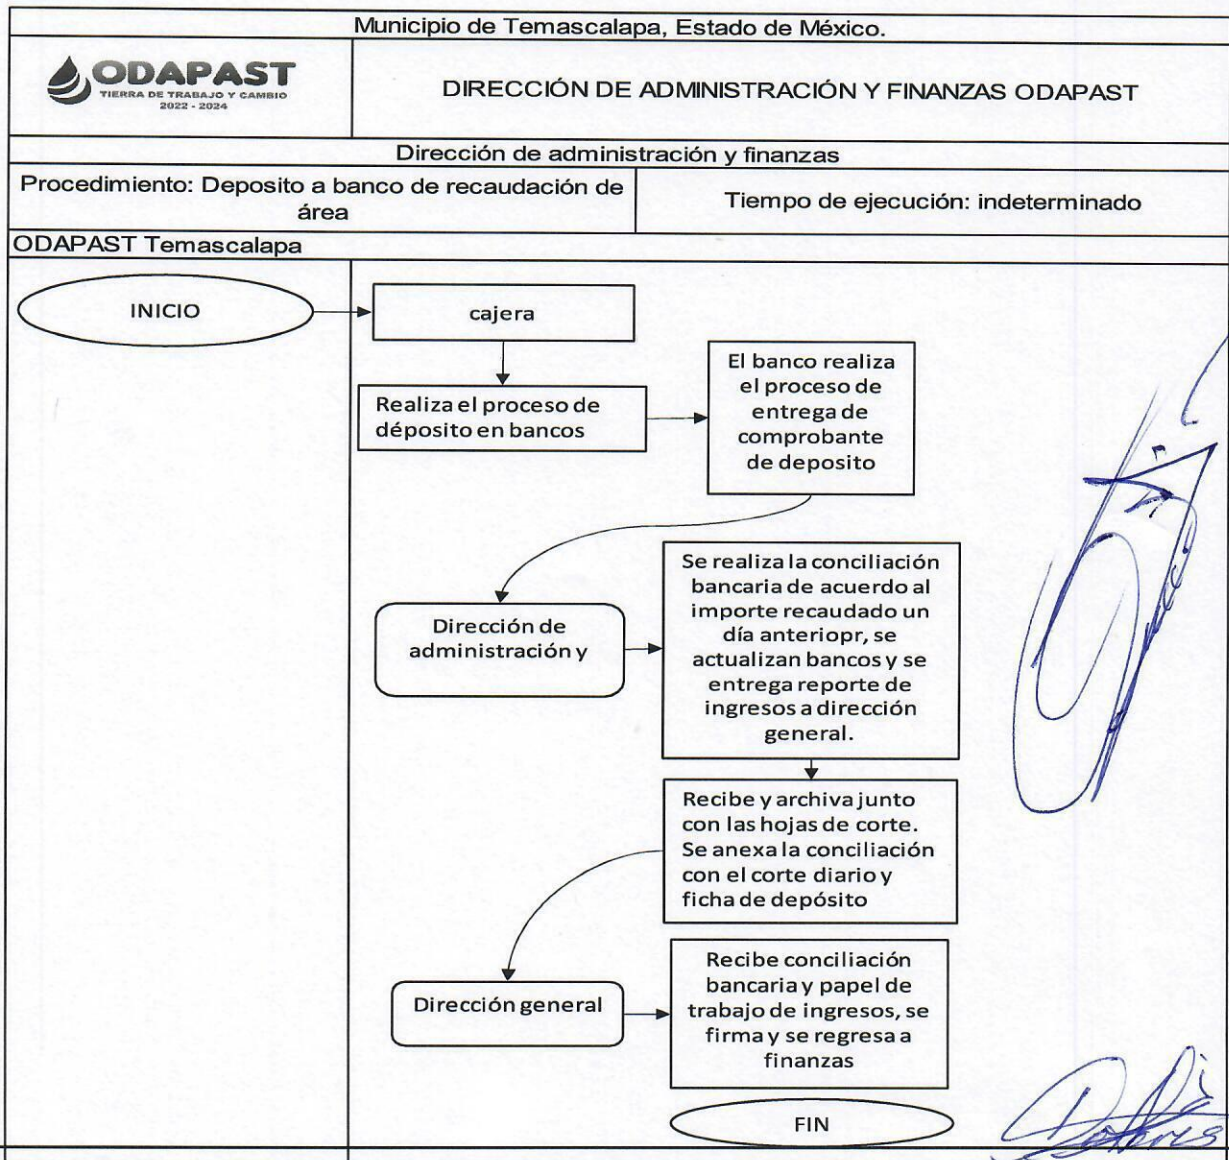 Municipio de Temascalapa, Estado de México.
ODAPAST
TIERRA DE TRABAJO Y CAMBIO
2022 - 2024
DIRECCIÓN DE ADMINISTRACIÓN Y FINANZAS ODAPAST
Dirección de administración y finanzas
Procedimiento: Deposito a banco de recaudación de
área
Tiempo de ejecución: indeterminado
ODAPAST Temascalapa
INICIO
cajera
Realiza el proceso de
déposito en bancos
El banco realiza
el proceso de
entrega de
comprobante
de deposito
Dirección de
administración y
Se realiza la conciliación
bancaria de acuerdo al
importe recaudado un
día anteriopr, se
actualizan bancos y se
entrega reporte de
ingresos a dirección
general.
Recibe y archiva junto
con las hojas de corte.
Se anexa la conciliación
con el corte diario y
ficha de depósito
Dirección general
Recibe conciliación
bancaria y papel de
trabajo de ingresos, se
firma y se regresa a
finanzas
FIN